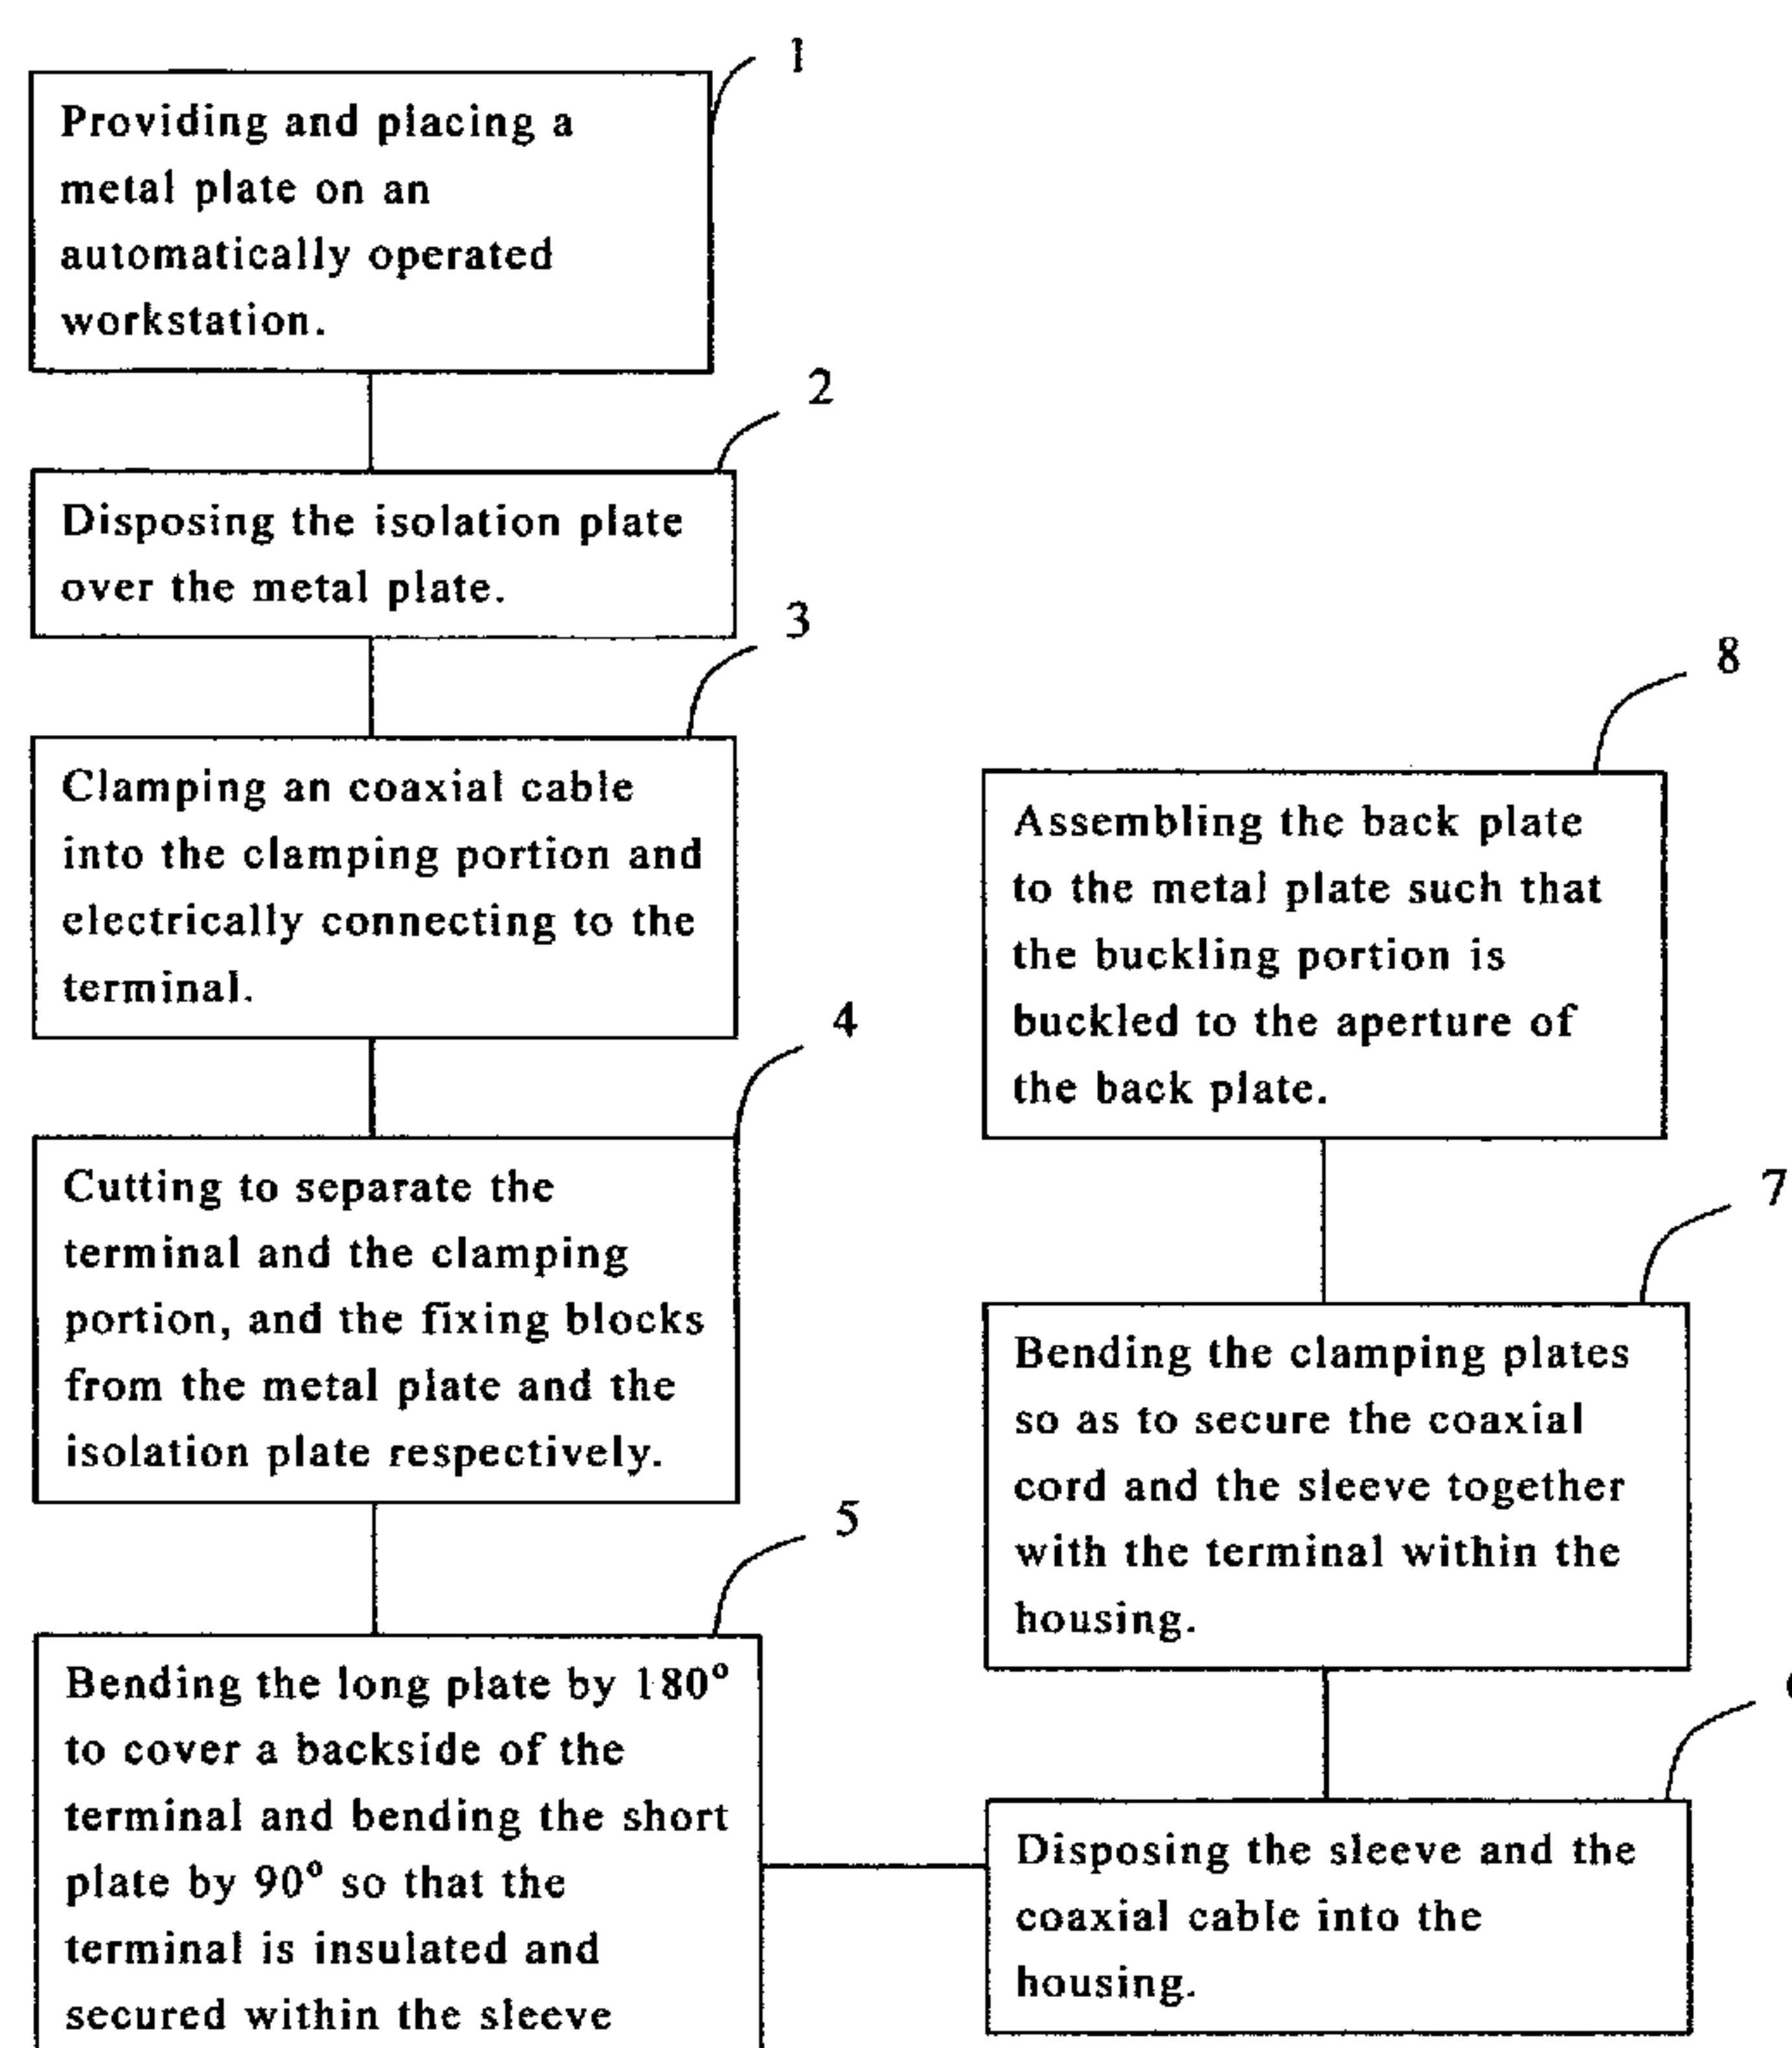 1
Providing and placing a
metal plate on an
automatically operated
workstation.
2
Disposing the isolation plate
over the metal plate.
3
Clamping an coaxial cable
into the clamping portion and
electrically connecting to the
terminal.
4
Cutting to separate the
terminal and the clamping
portion, and the fixing blocks
from the metal plate and the
isolation plate respectively.
5
Bending the long plate by 180°
to cover a backside of the
terminal and bending the short
plate by 90° so that the
terminal is insulated and
secured within the sleeve
8
Assembling the back plate
to the metal plate such that
the buckling portion is
buckled to the aperture of
the back plate.
7
Bending the clamping plates
so as to secure the coaxial
cord and the sleeve together
with the terminal within the
housing.
Disposing the sleeve and the
coaxial cable into the
housing.